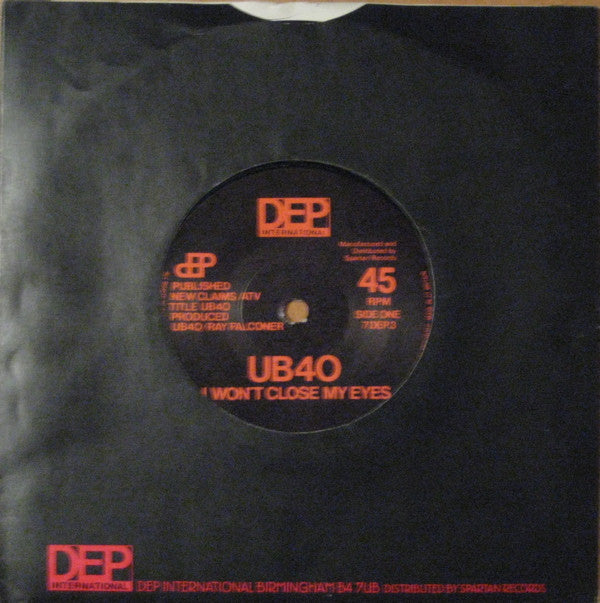 DEP
INTERNATIONAL
Manufactured and
Distributed by
Spartan Records
PUBLISHED
NEW CLAIMS/ATV
TITLE UB40
PRODUCED
UB40/RAY FALCONER
45
RPM
SIDE ONE
7 DEP 3
UB40
I WON'T CLOSE MY EYES
DEP
INTERNATIONAL
DEP INTERNATIONAL BIRMINGHAM B4 7UB DISTRIBUTED BY SPARTAN RECORDS